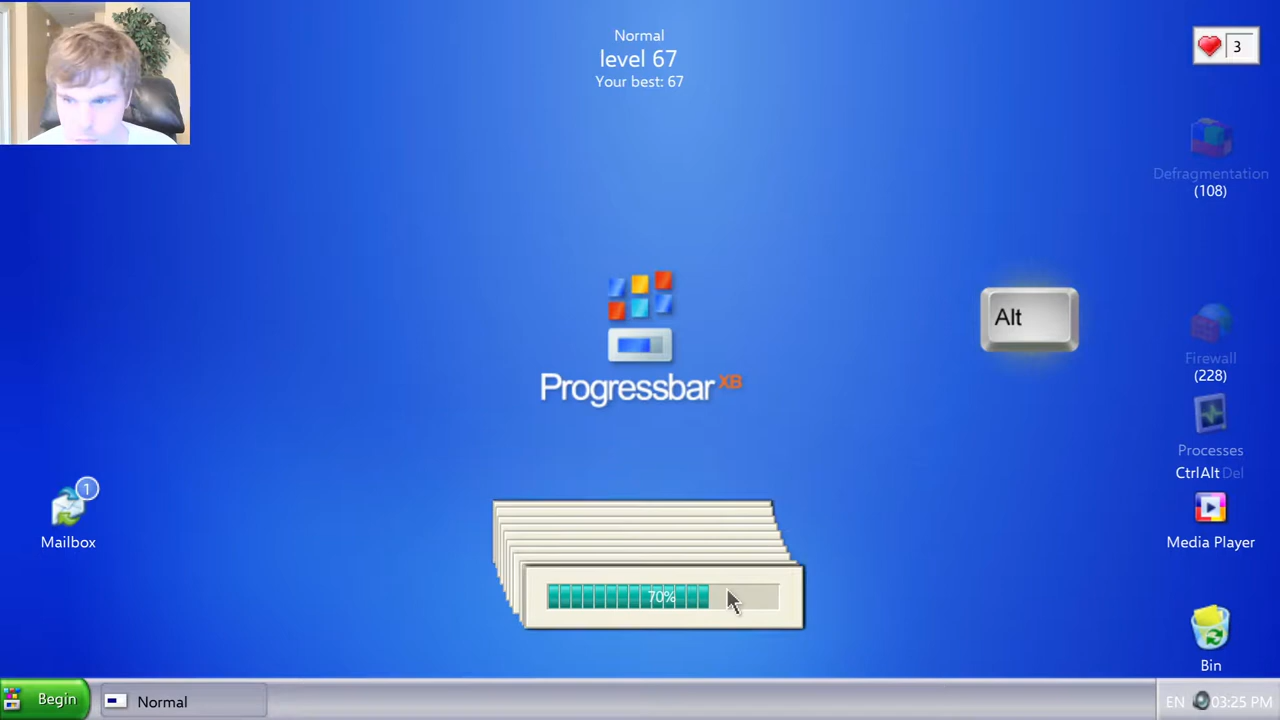 Normal
level 67
Your best: 67
3
Defragmentation
(108)
Alt
Firewall
(228)
Progressbar XB
Processes
CtrlAlt Del
1
Mailbox
Media Player
70%
Bin
Begin
Normal
EN
03:25 PM